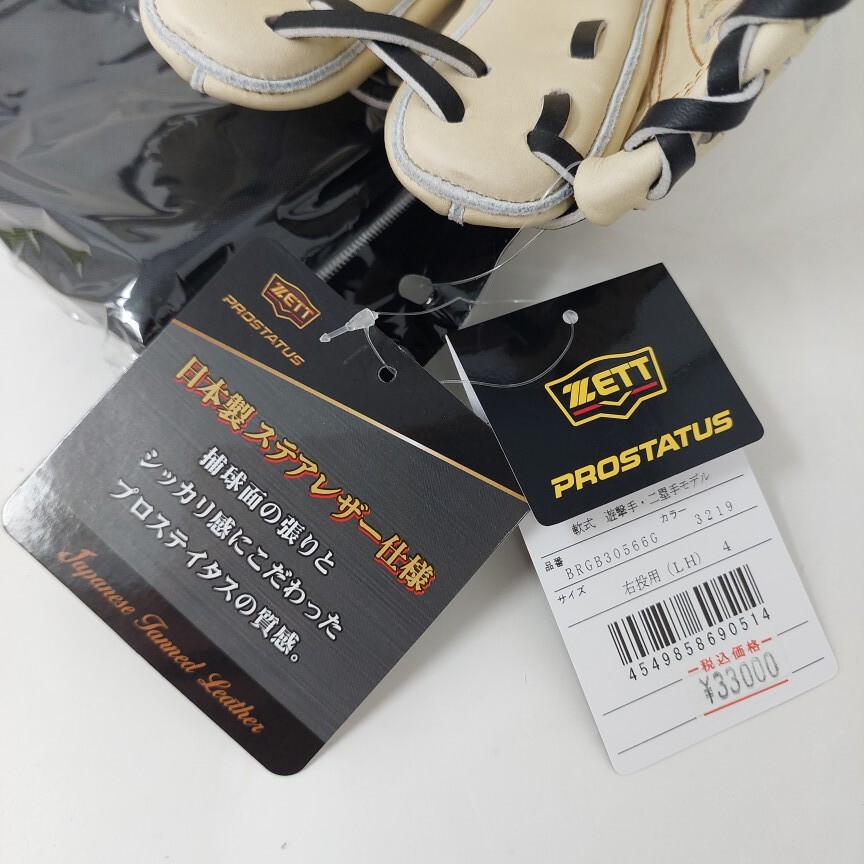 ZETT
PROSTATUS
日本製 ステアレザー仕様
捕球面の張りと
シッカリ感にこだわった
プロステイタスの質感。
Japanese Tanned Leather
ZETT
PROSTATUS
軟式 遊撃手・二塁手モデル
品番 BRGB30566G カラー 3219
サイズ 右投用(LH) 4
4549858690514
税込価格
¥33000